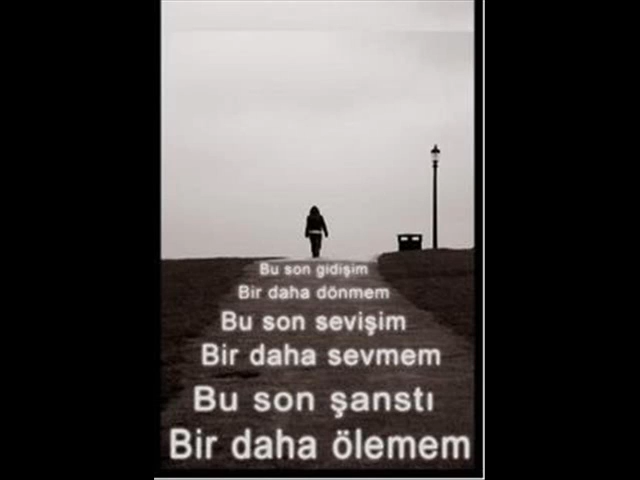 Bu son gidişim
Bir daha dönmem
Bu son sevişim
Bir daha sevmem
Bu son şanstı
Bir daha ölemem